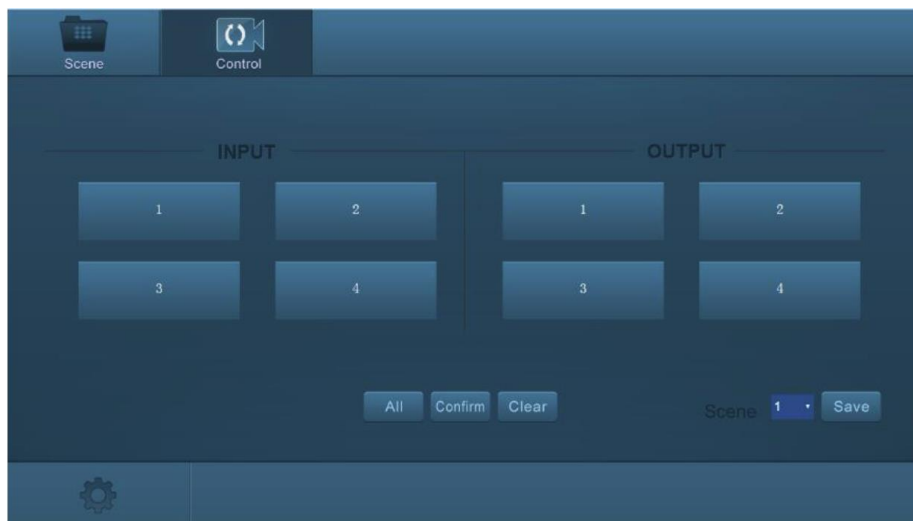 Scene Control
INPUT OUTPUT
1 2 1 2
3 4 3 4
All Confirm Clear Scene 1 Save